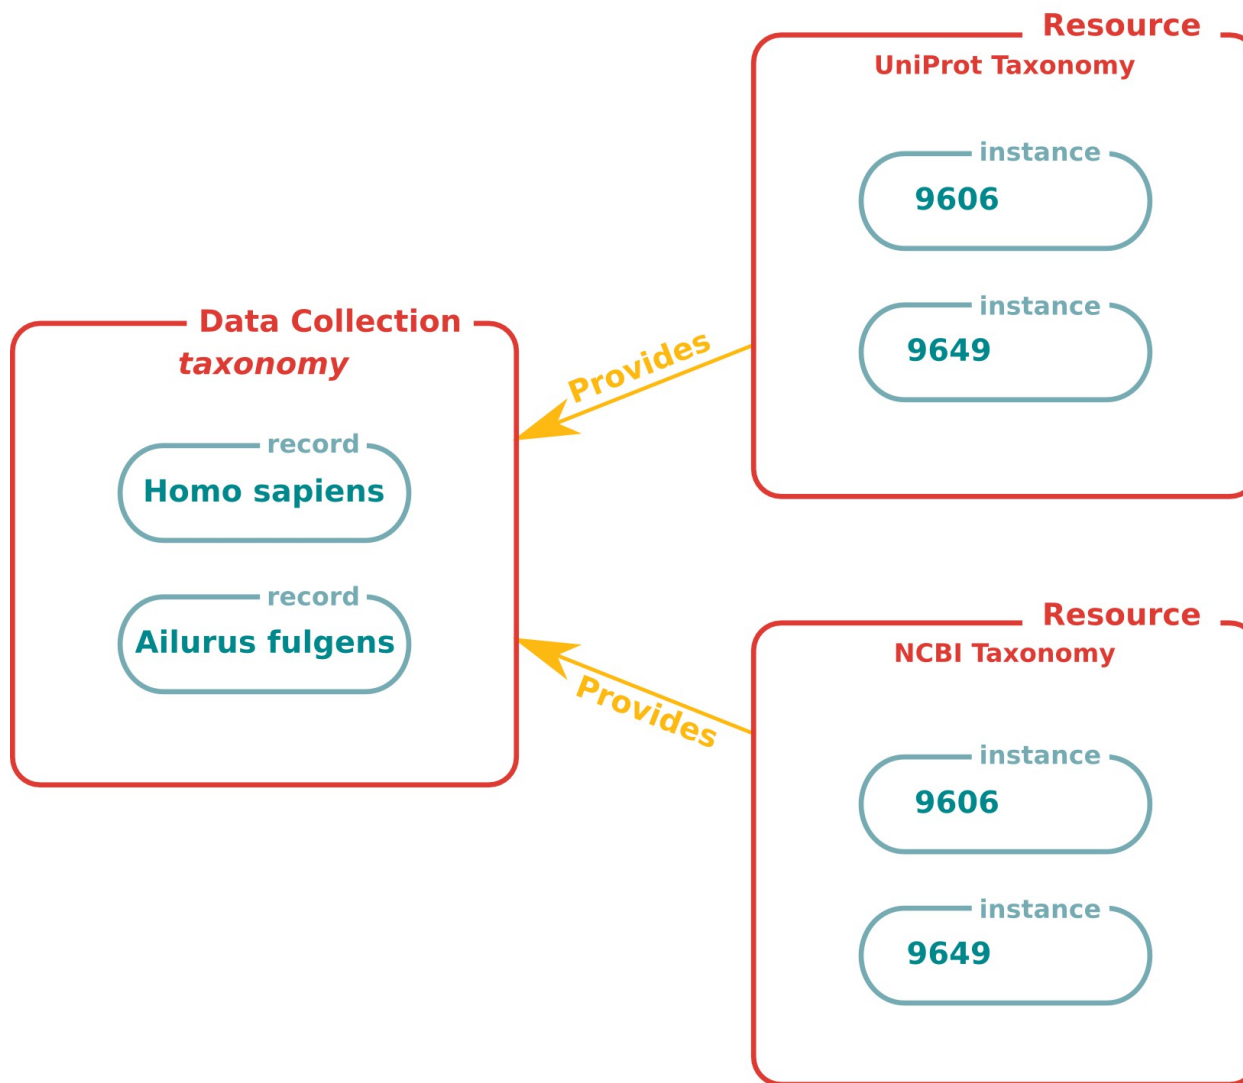 Resource
UniProt Taxonomy
instance
9606
instance
9649
Data Collection
taxonomy
record
Homo sapiens
record
Ailurus fulgens
Provides
Provides
Resource
NCBI Taxonomy
instance
9606
instance
9649